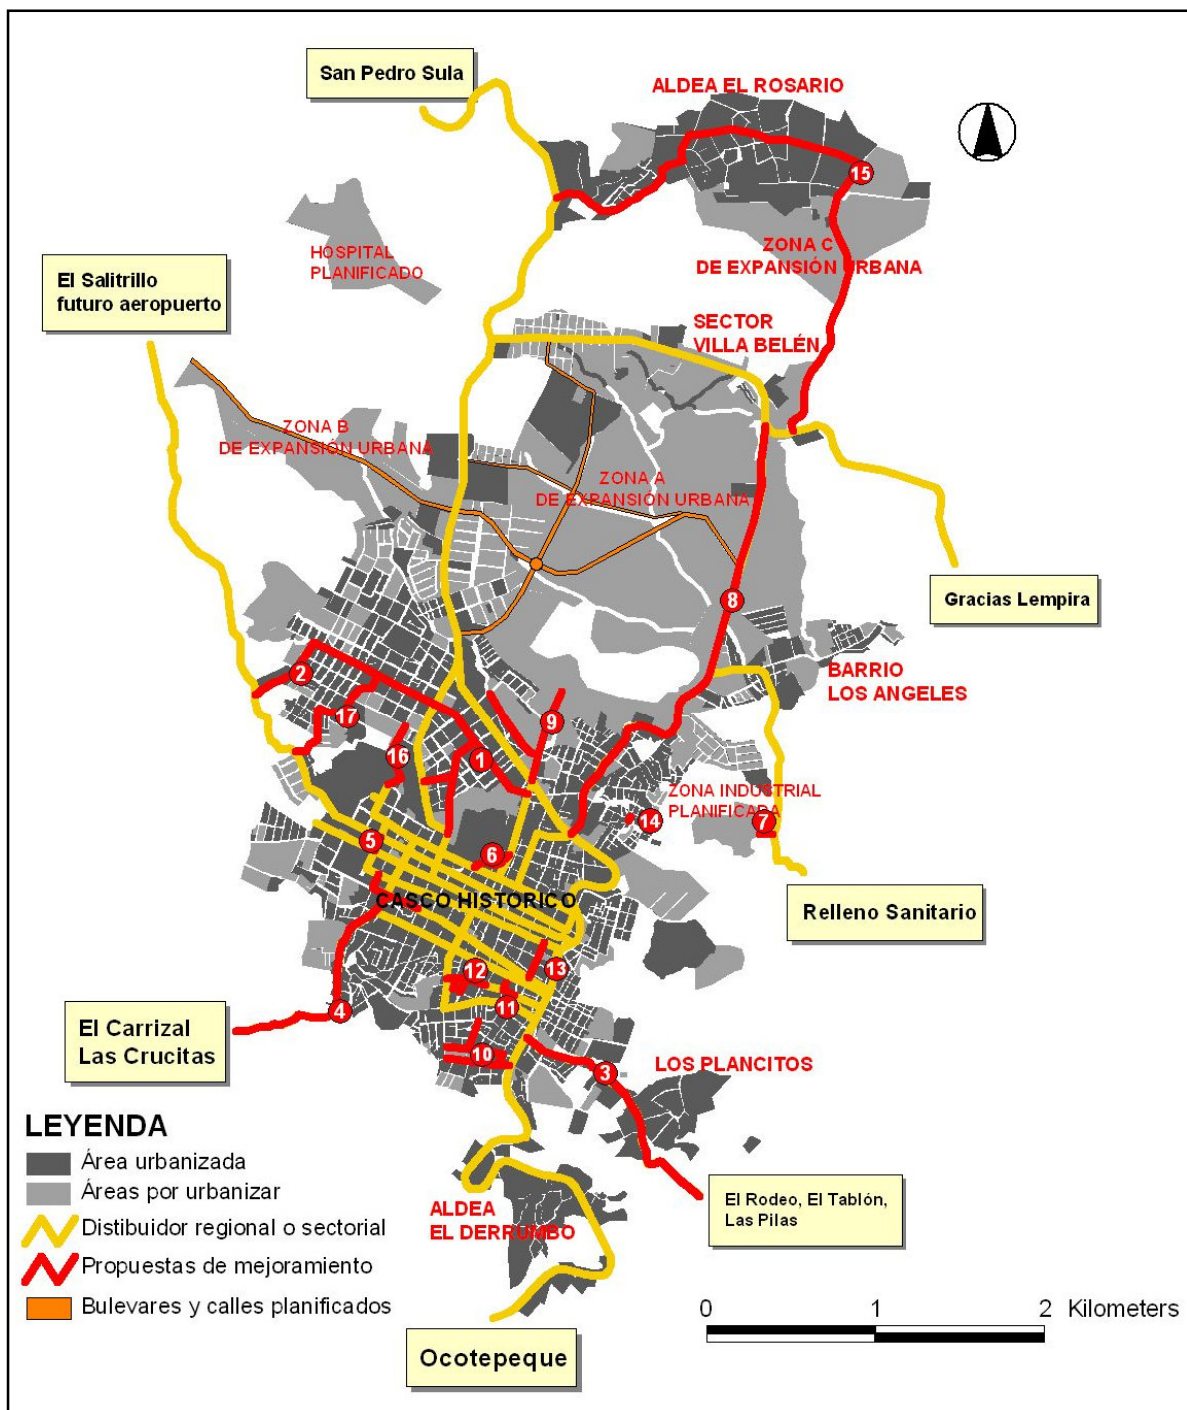 San Pedro Sula
ALDEA EL ROSARIO
15
HOSPITAL
PLANIFICADO
ZONA C
DE EXPANSIÓN URBANA
El Salitrillo
futuro aeropuerto
SECTOR
VILLA BELÉN
ZONA B
DE EXPANSIÓN URBANA
ZONA A
DE EXPANSIÓN URBANA
Gracias Lempira
8
BARRIO
LOS ANGELES
2
17
9
16
1
ZONA INDUSTRIAL
PLANIFICADA
14
7
5
6
CASCO HISTORICO
Relleno Sanitario
12
13
11
4
El Carrizal
Las Crucitas
10
3
LOS PLANCITOS
El Rodeo, El Tablón,
Las Pilas
ALDEA
EL DERRUMBO
LEYENDA
Área urbanizada
Áreas por urbanizar
Distibuidor regional o sectorial
Propuestas de mejoramiento
Bulevares y calles planificados
0 1 2 Kilometers
Ocotepeque